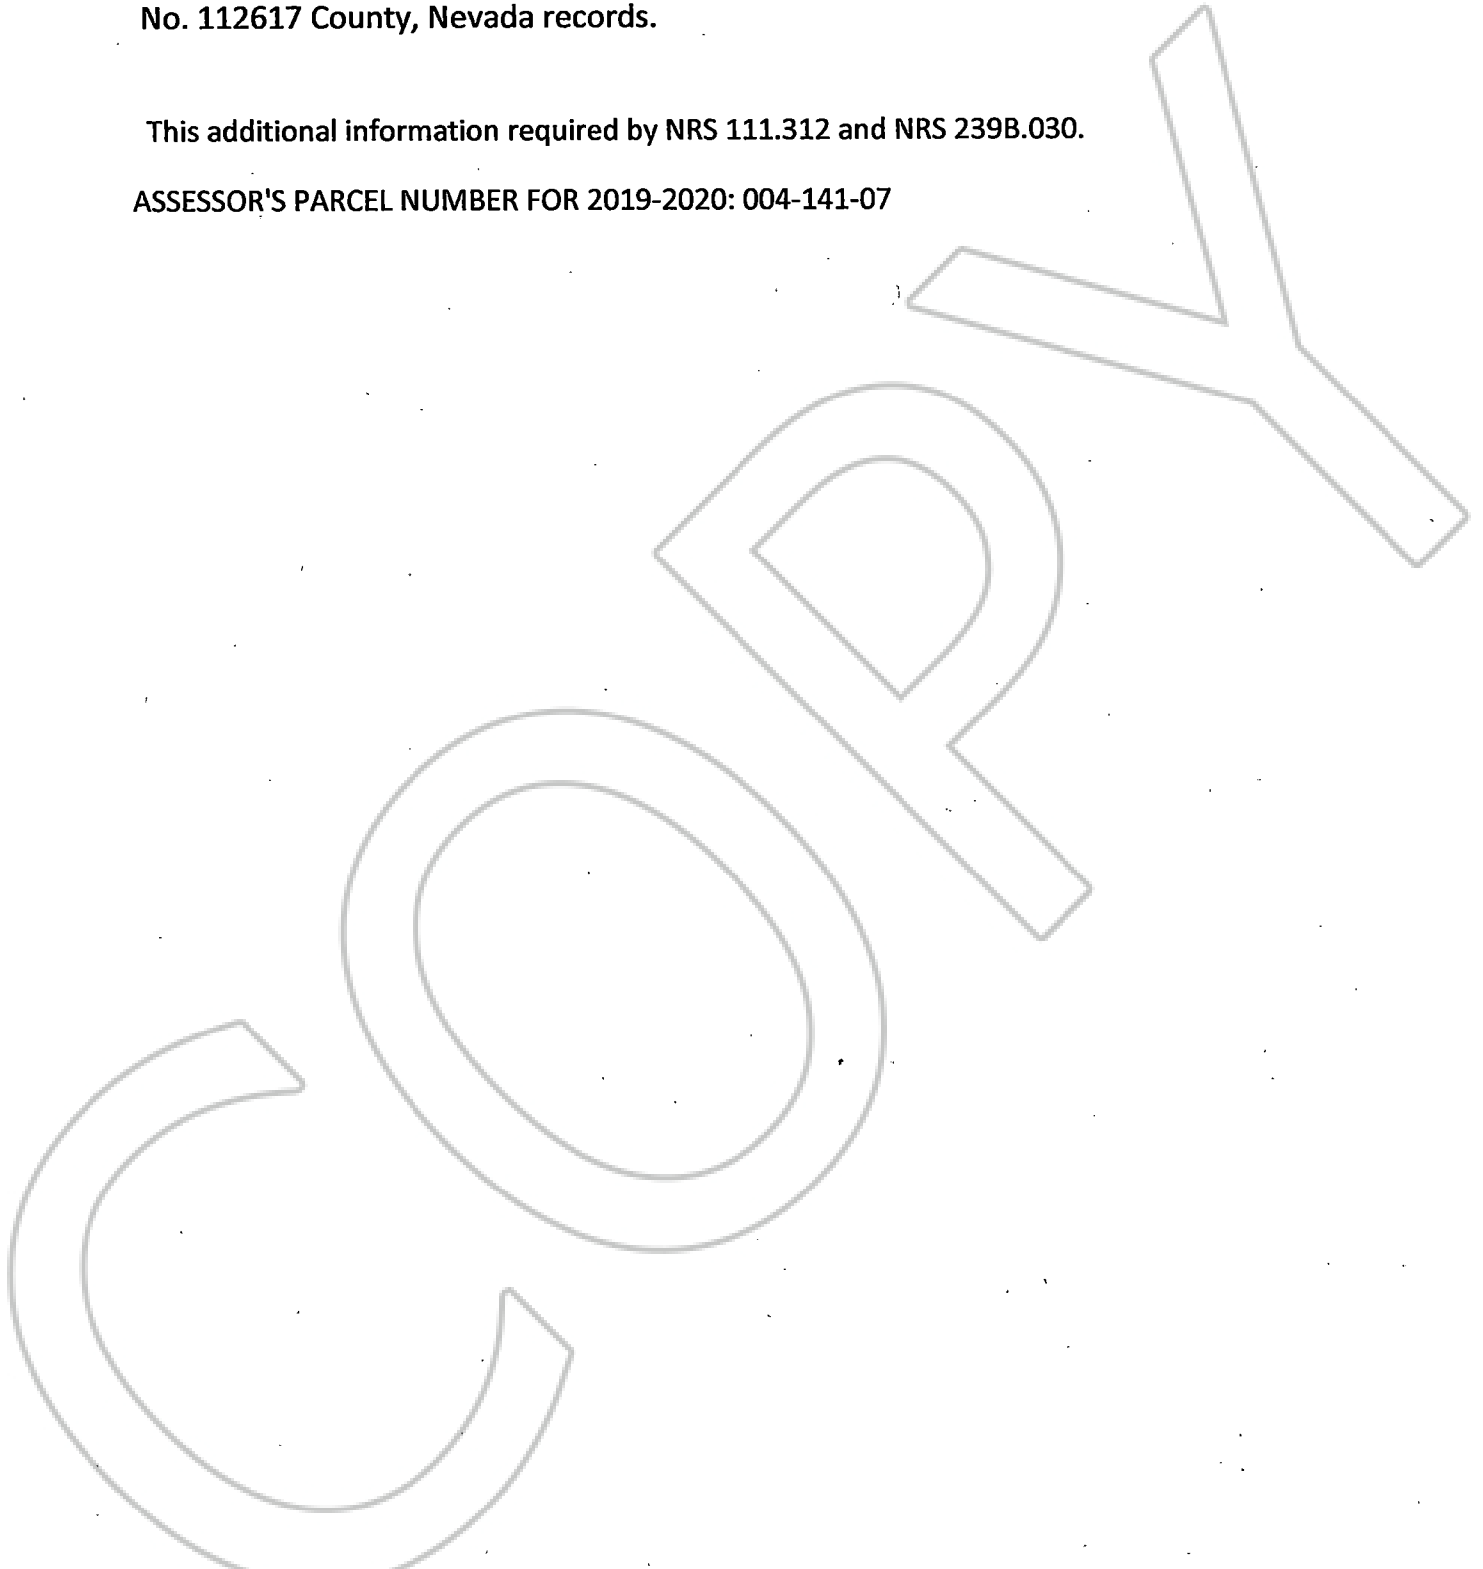 No. 112617 County, Nevada records.
This additional information required by NRS 111.312 and NRS 239B.030.
ASSESSOR'S PARCEL NUMBER FOR 2019-2020: 004-141-07
COPY